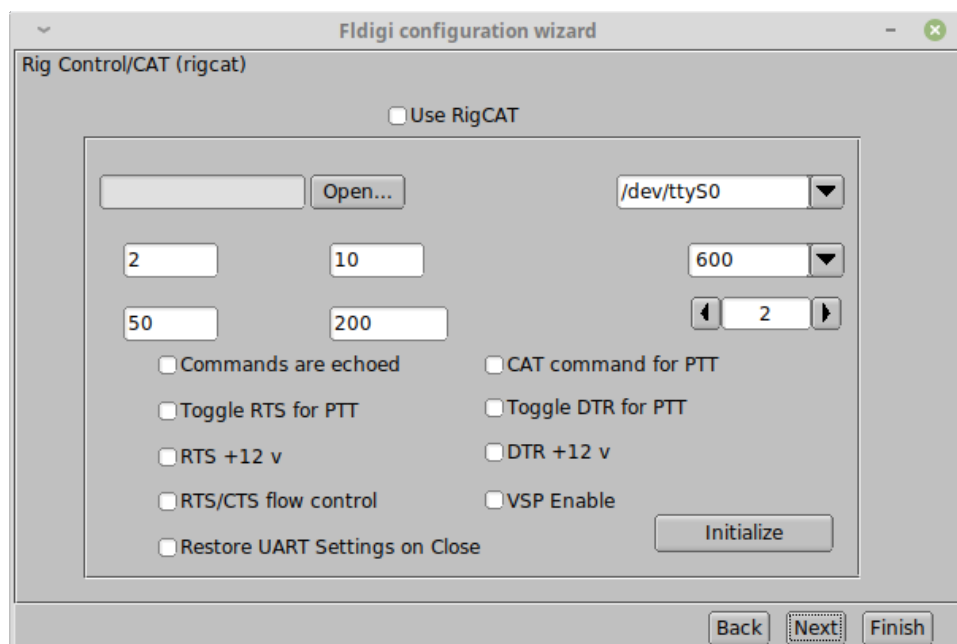 Fldigi configuration wizard
Rig Control/CAT (rigcat)
Use RigCAT
Open... /dev/ttyS0
2 10 600
50 200 2
Commands are echoed CAT command for PTT
Toggle RTS for PTT Toggle DTR for PTT
RTS +12 v DTR +12 v
RTS/CTS flow control VSP Enable
Restore UART Settings on Close Initialize
Back Next Finish